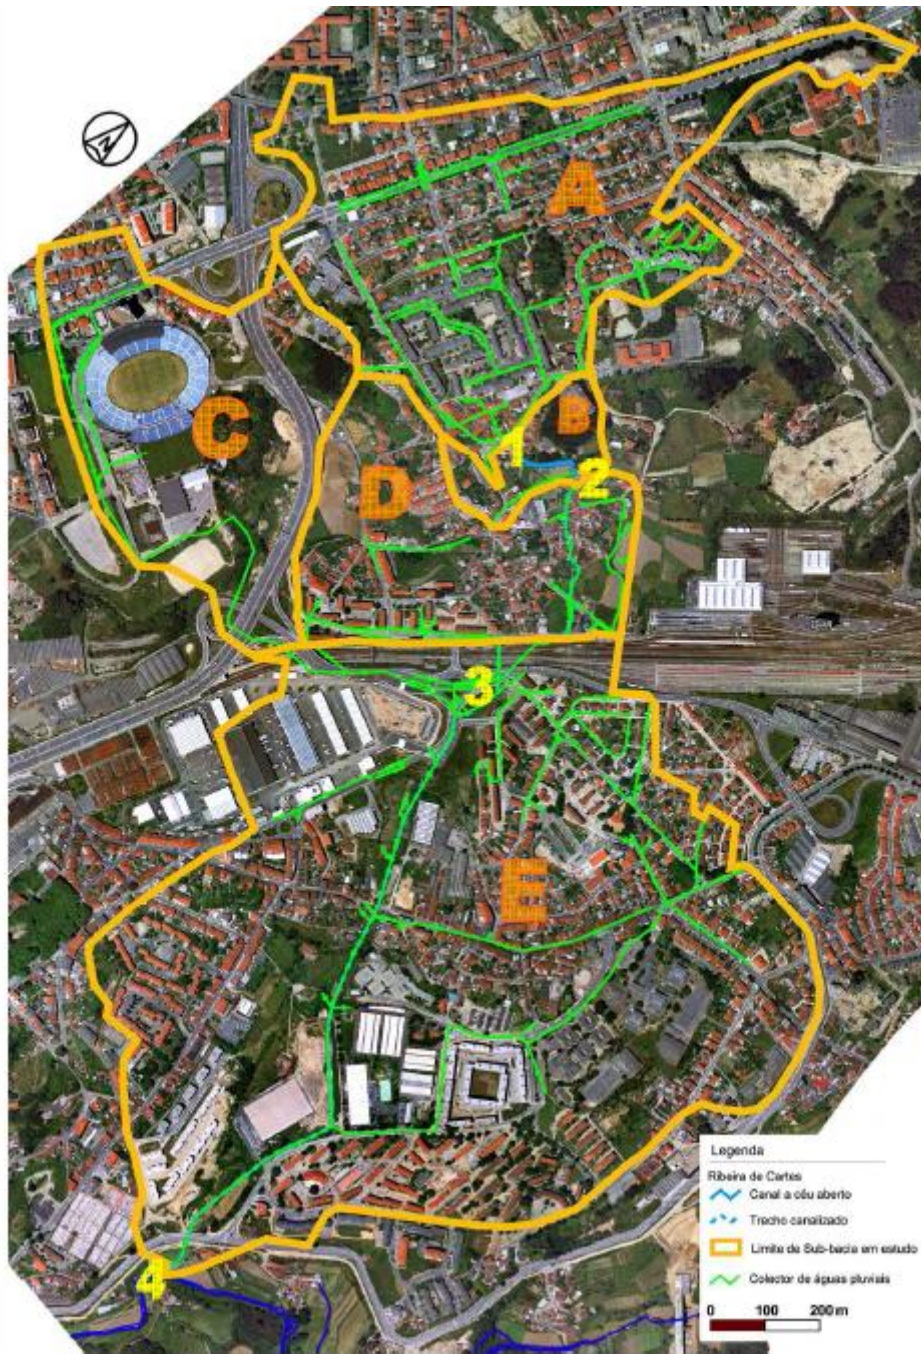 N
A
B
C
1
D
2
3
E
4
Legenda
Ribeira de Cartes
Canal a céu aberto
Trecho canalizado
Limite de Sub-bacia em estudo
Colector de águas pluviais
0 100 200 m